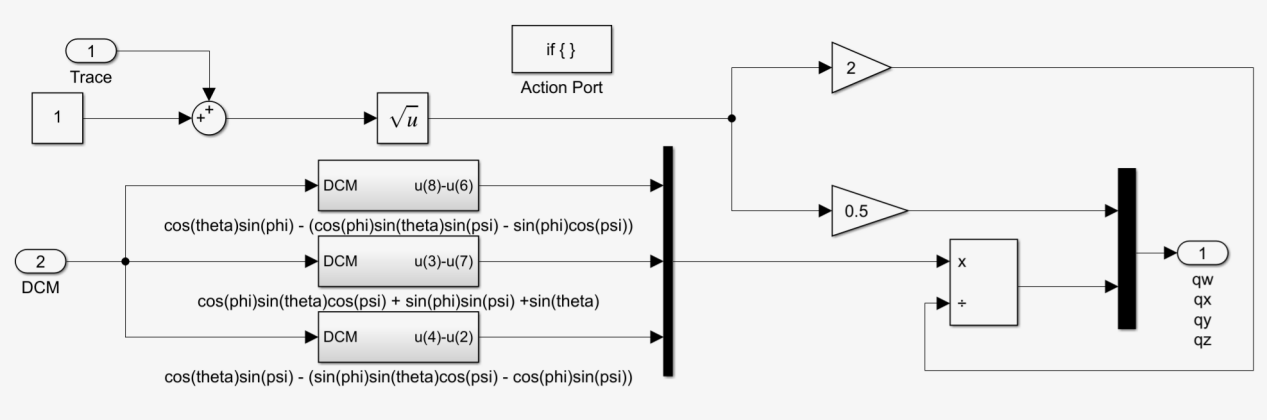 1
Trace
1
+
+
√u
if { }
Action Port
2
DCM u(8)-u(6)
cos(theta)sin(phi) - (cos(phi)sin(theta)sin(psi) - sin(phi)cos(psi))
0.5
2
DCM
DCM u(3)-u(7)
cos(phi)sin(theta)cos(psi) + sin(phi)sin(psi) +sin(theta)
x
÷
1
qw
qx
qy
qz
DCM u(4)-u(2)
cos(theta)sin(psi) - (sin(phi)sin(theta)cos(psi) - cos(phi)sin(psi))